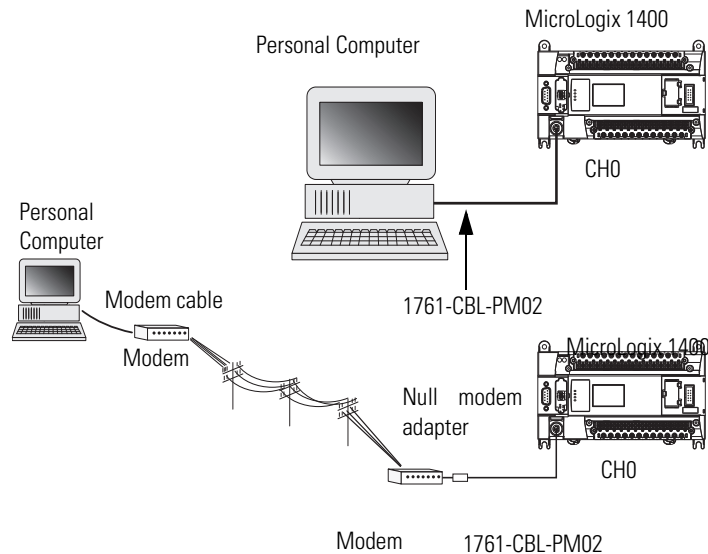 MicroLogix 1400
Personal Computer
CH0
Personal
Computer
1761-CBL-PM02
Modem cable
Modem
MicroLogix 1400
Null modem
adapter
CH0
Modem
1761-CBL-PM02